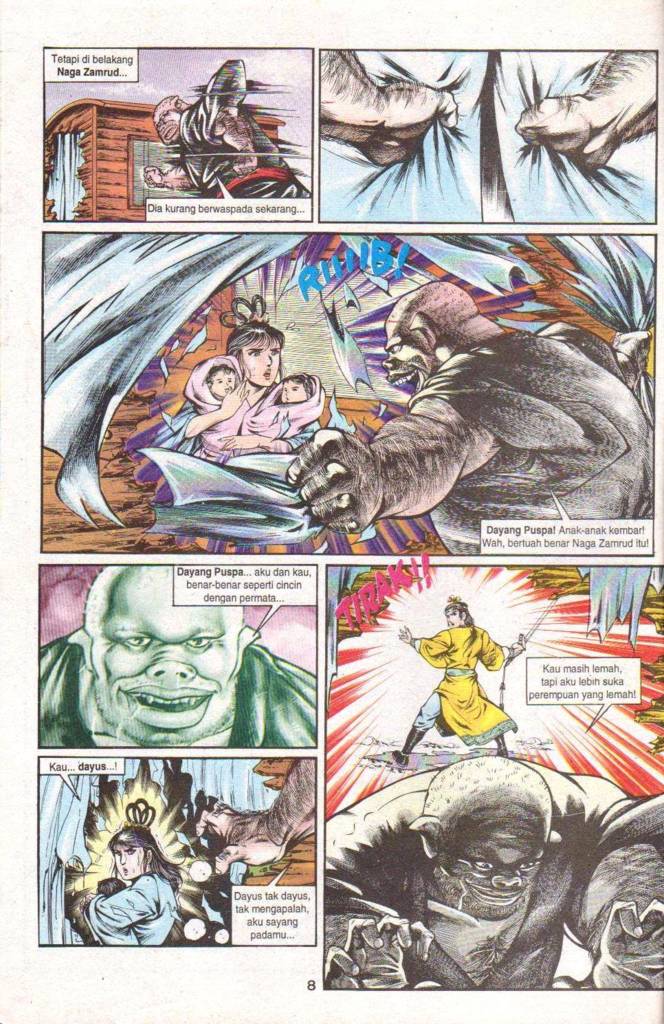 Tetapi di belakang
Naga Zamrud...
Dia kurang berwaspada sekarang...
RIIIIB!
Dayang Puspa! Anak-anak kembar!
Wah, bertuah benar Naga Zamrud itu!
Dayang Puspa... aku dan kau,
benar-benar seperti cincin
dengan permata...
TIRAK!!
Kau masih lemah,
tapi aku lebih suka
perempuan yang lemah!
Kau... dayus...!
Dayus tak dayus,
tak mengapalah,
aku sayang
padamu...
8